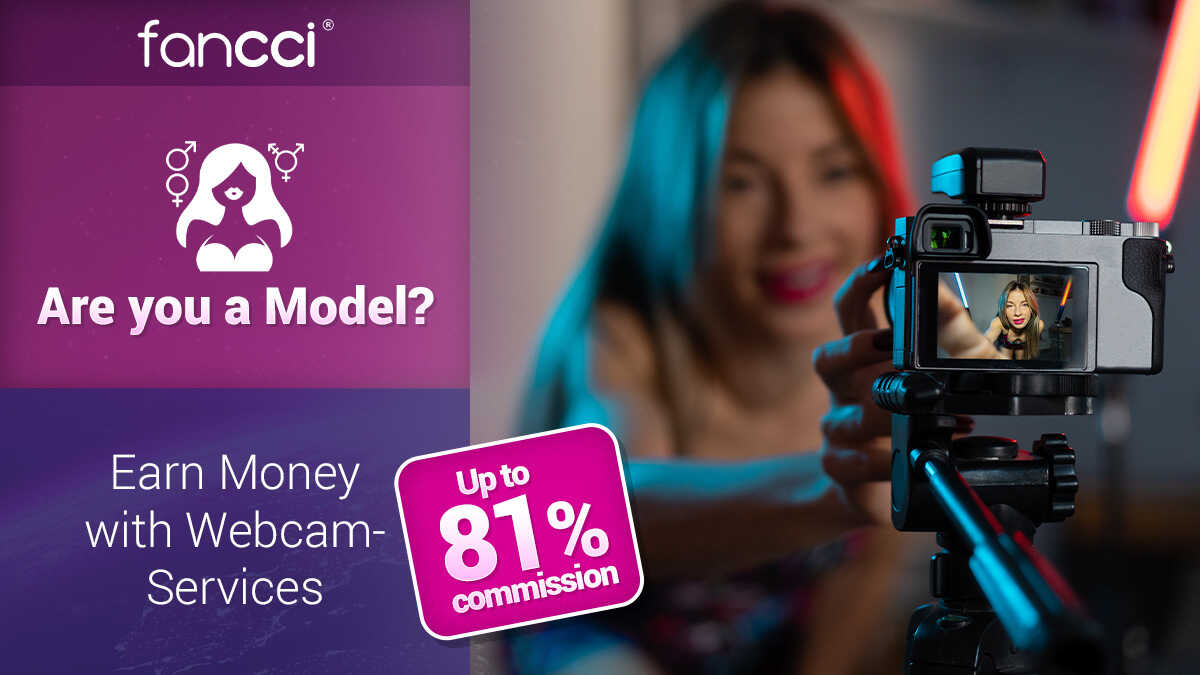 fancci®
Are you a Model?
Earn Money
with Webcam-
Services
Up to
81%
commission